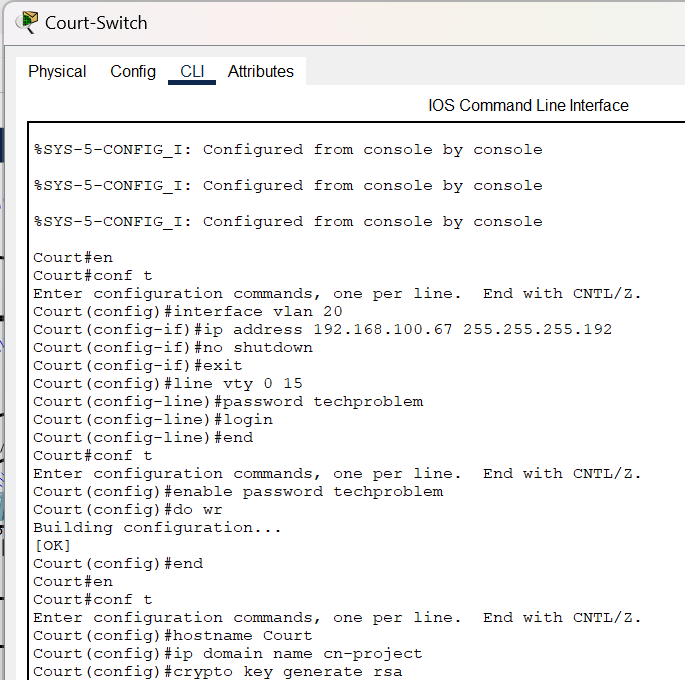 Court-Switch
Physical Config CLI Attributes
IOS Command Line Interface
%SYS-5-CONFIG_I: Configured from console by console
%SYS-5-CONFIG_I: Configured from console by console
%SYS-5-CONFIG_I: Configured from console by console
Court#en
Court#conf t
Enter configuration commands, one per line.  End with CNTL/Z.
Court(config)#interface vlan 20
Court(config-if)#ip address 192.168.100.67 255.255.255.192
Court(config-if)#no shutdown
Court(config-if)#exit
Court(config)#line vty 0 15
Court(config-line)#password techproblem
Court(config-line)#login
Court(config-line)#end
Court#conf t
Enter configuration commands, one per line.  End with CNTL/Z.
Court(config)#enable password techproblem
Court(config)#do wr
Building configuration...
[OK]
Court(config)#end
Court#en
Court#conf t
Enter configuration commands, one per line.  End with CNTL/Z.
Court(config)#hostname Court
Court(config)#ip domain name cn-project
Court(config)#crypto key generate rsa